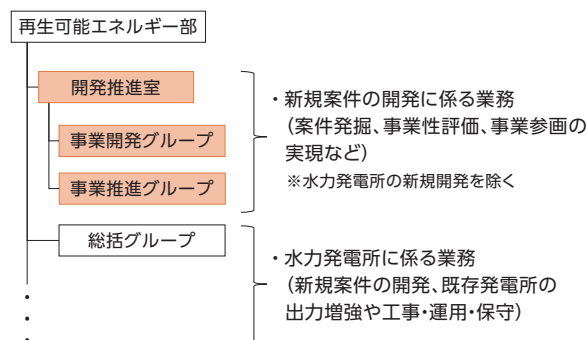 再生可能エネルギー部
開発推進室
事業開発グループ
事業推進グループ
・新規案件の開発に係る業務
(案件発掘、事業性評価、事業参画の
実現など)
※水力発電所の新規開発を除く
総括グループ
・水力発電所に係る業務
(新規案件の開発、既存発電所の
出力増強や工事・運用・保守)
・
・
・